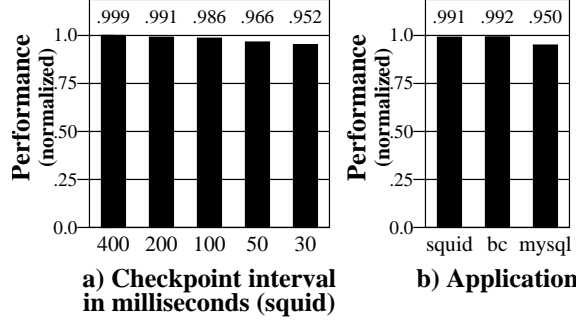 .999 .991 .986 .966 .952
Performance
(normalized)
1.0
.75
.50
.25
0.0
400 200 100 50 30
a) Checkpoint interval
in milliseconds (squid)
.991 .992 .950
Performance
(normalized)
1.0
.75
.50
.25
0.0
squid bc mysql
b) Application